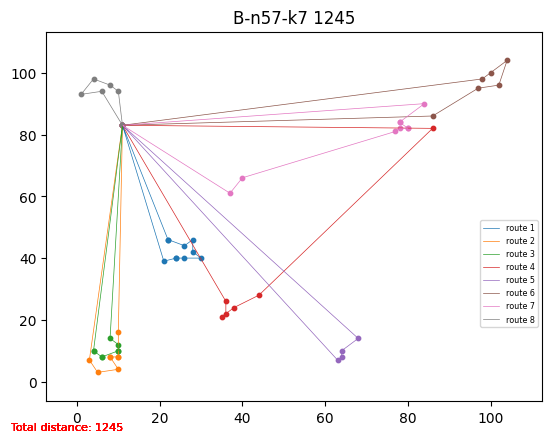 B-n57-k7 1245
100
80
60
40
20
0
0 20 40 60 80 100
route 1
route 2
route 3
route 4
route 5
route 6
route 7
route 8
Total distance: 1245